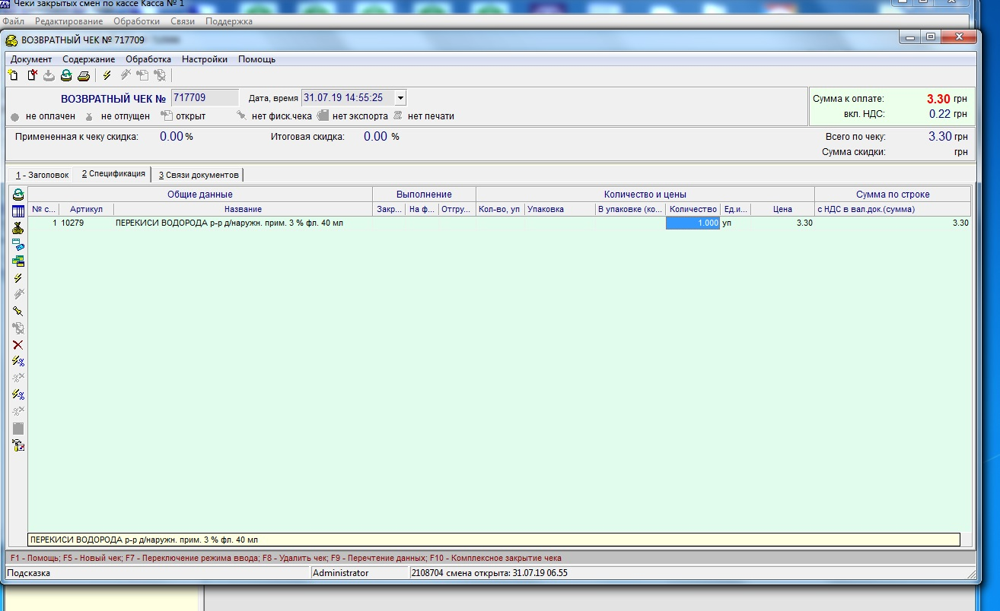 Чеки закрытых смен по кассе Касса № 1
Файл Редактирование Обработки Связи Поддержка
ВОЗВРАТНЫЙ ЧЕК № 717709
Документ Содержание Обработка Настройки Помощь
ВОЗВРАТНЫЙ ЧЕК № 717709 Дата, время 31.07.19 14:55:25 Сумма к оплате: 3.30 грн
вкл. НДС: 0.22 грн
не оплачен не отпущен открыт нет фиск.чека нет экспорта нет печати
Примененная к чеку скидка: 0.00 % Итоговая скидка: 0.00 % Всего по чеку: 3.30 грн
Сумма скидки: грн
1 - Заголовок 2 Спецификация 3 Связи документов
Общие данные Выполнение Количество и цены Сумма по строке
№ с... Артикул Название Закр... На ф... Отгру... Кол-во, уп Упаковка В упаковке (ко... Количество Ед.и... Цена с НДС в вал.док.(сумма)
1 10279 ПЕРЕКИСИ ВОДОРОДА р-р д/наружн. прим. 3 % фл. 40 мл 1.000 уп 3.30 3.30
ПЕРЕКИСИ ВОДОРОДА р-р д/наружн. прим. 3 % фл. 40 мл
F1 - Помощь; F5 - Новый чек; F7 - Переключение режима ввода; F8 - Удалить чек; F9 - Перечтение данных; F10 - Комплексное закрытие чека
Подсказка Administrator 2108704 смена открыта: 31.07.19 06.55